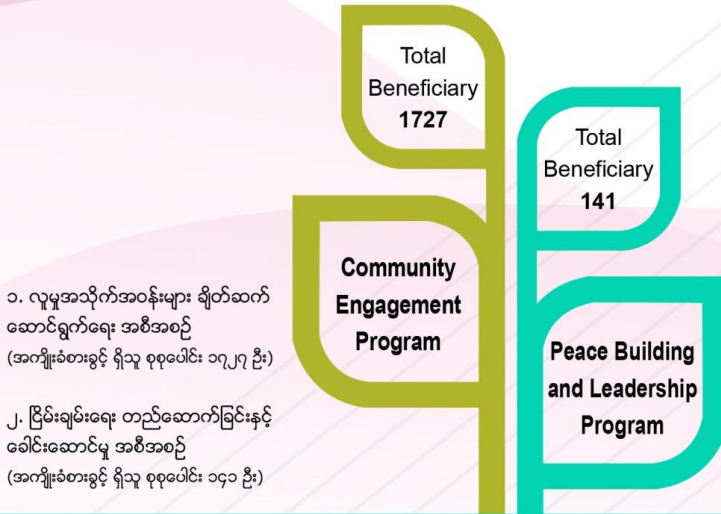 Total
Beneficiary
1727
Total
Beneficiary
141
Community
Engagement
Program
Peace Building
and Leadership
Program
၁. လူမှုအသိုက်အဝန်းများ ချိတ်ဆက်
ဆောင်ရွက်ရေး အစီအစဉ်
(အကျိုးခံစားခွင့် ရှိသူ စုစုပေါင်း ၁၇၂၇ ဦး)
၂. ငြိမ်းချမ်းရေး တည်ဆောက်ခြင်းနှင့်
ခေါင်းဆောင်မှု အစီအစဉ်
(အကျိုးခံစားခွင့် ရှိသူ စုစုပေါင်း ၁၄၁ ဦး)